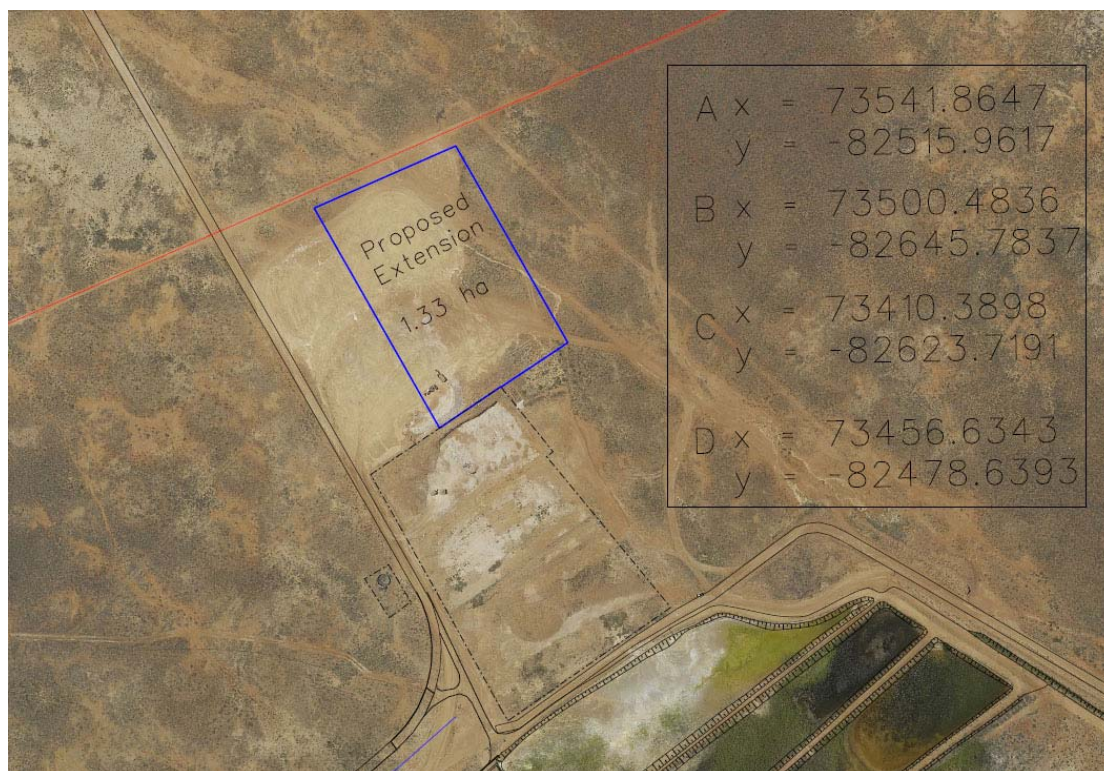 Proposed
Extension
1.33 ha
A x = 73541.8647
y = -82515.9617
B x = 73500.4836
y = -82645.7837
C x = 73410.3898
y = -82623.7191
D x = 73456.6343
y = -82478.6393